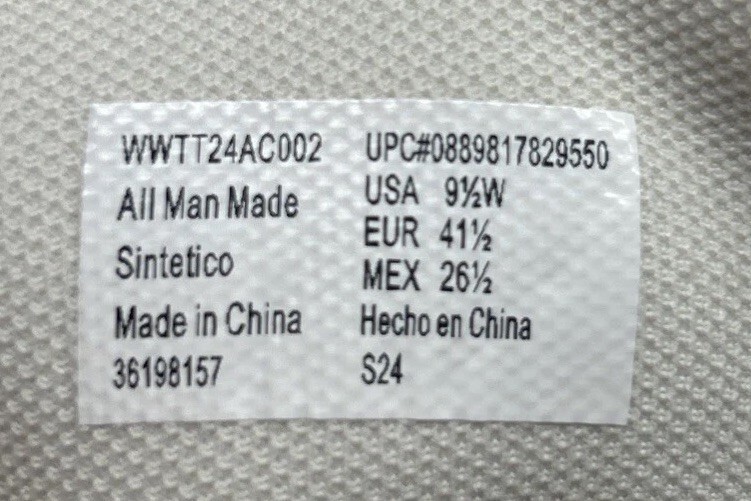 WWTT24AC002
All Man Made
Sintetico
Made in China
36198157
UPC#0889817829550
USA 9½W
EUR 41½
MEX 26½
Hecho en China
S24